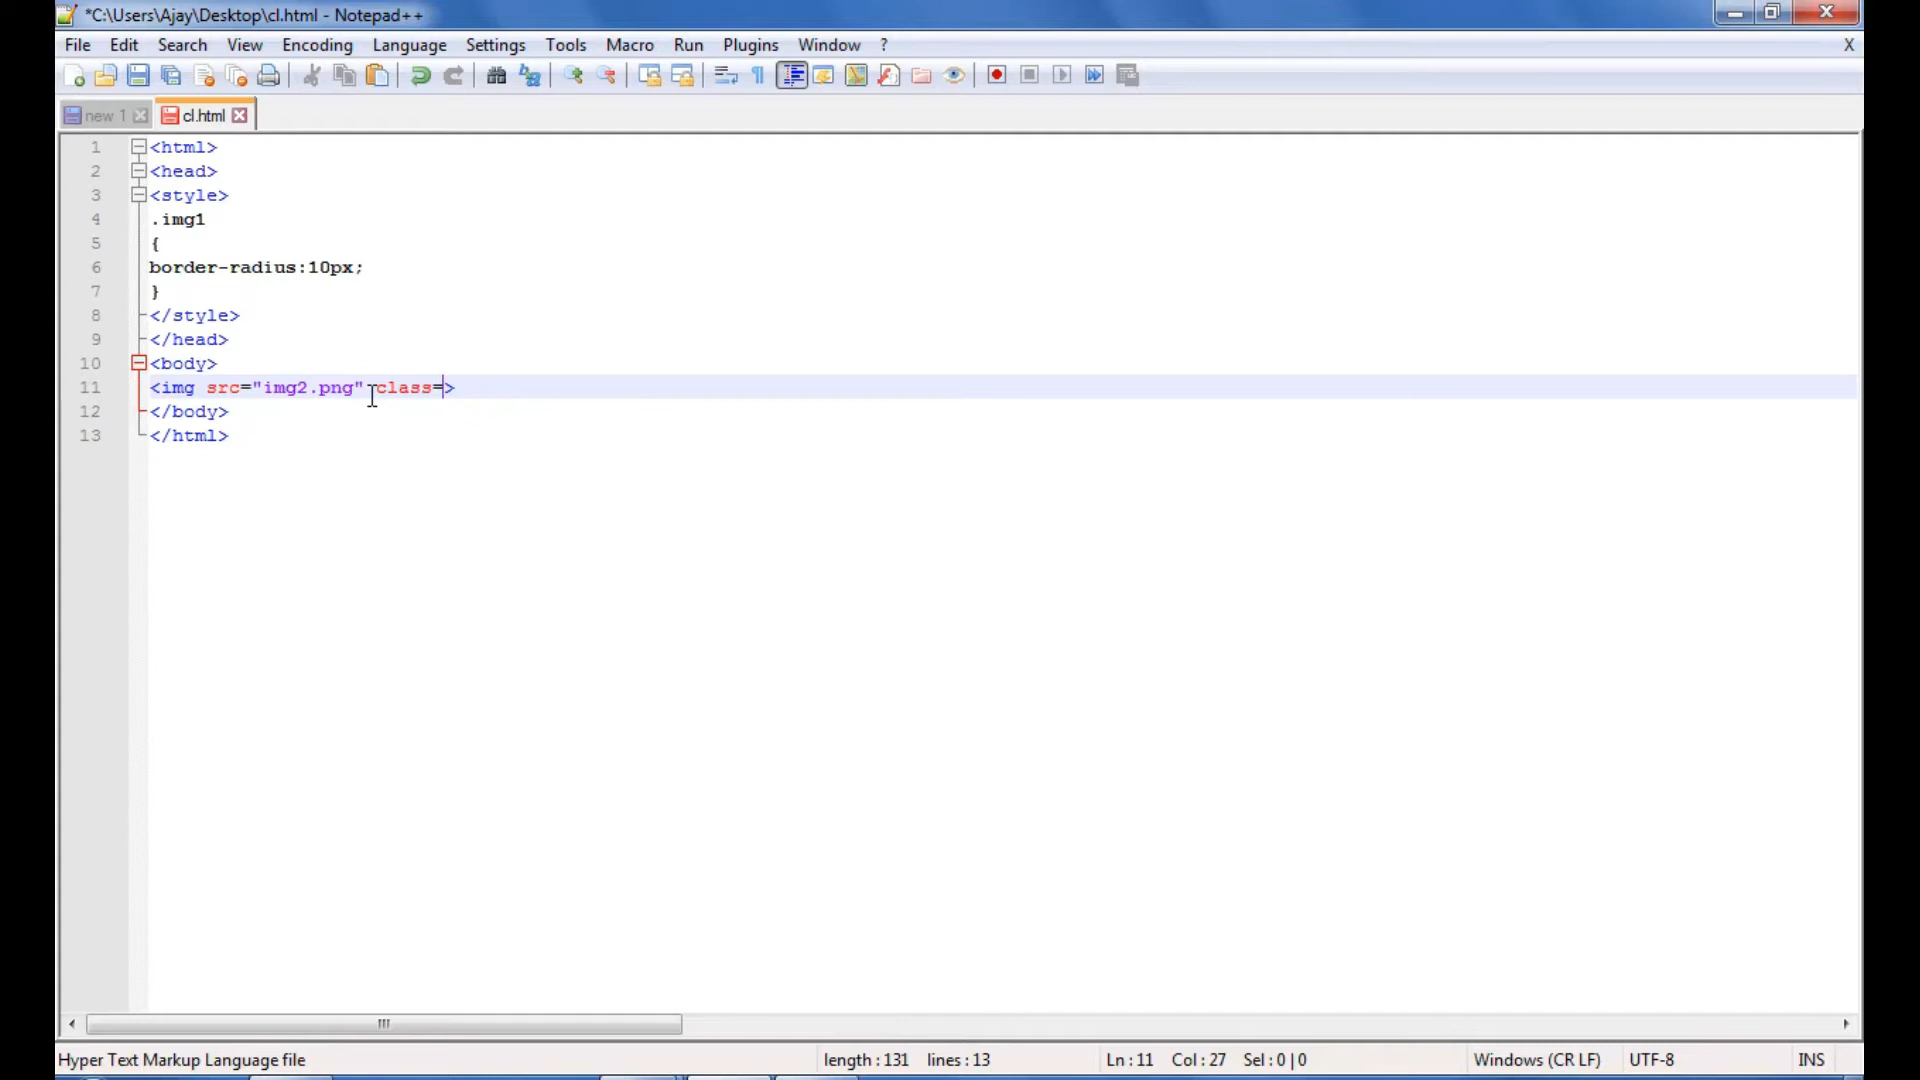 *C:\Users\Ajay\Desktop\cl.html - Notepad++
File Edit Search View Encoding Language Settings Tools Macro Run Plugins Window ? X
new 1 cl.html
1 <html>
2 <head>
3 <style>
4 .img1
5 {
6 border-radius:10px;
7 }
8 </style>
9 </head>
10 <body>
11 <img src="img2.png" class=>
12 </body>
13 </html>
Hyper Text Markup Language file length : 131 lines : 13 Ln : 11 Col : 27 Sel : 0 | 0 Windows (CR LF) UTF-8 INS